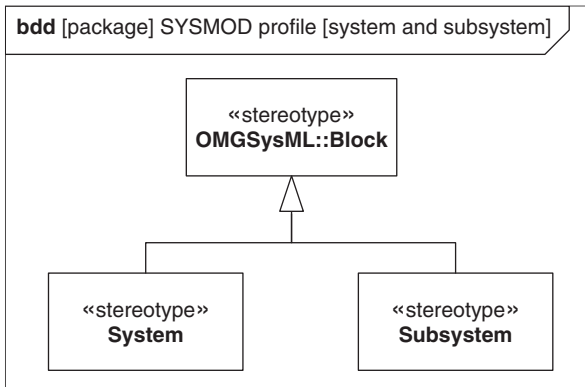 bdd [package] SYSMOD profile [system and subsystem]
«stereotype»
OMGSysML::Block
«stereotype»
System
«stereotype»
Subsystem